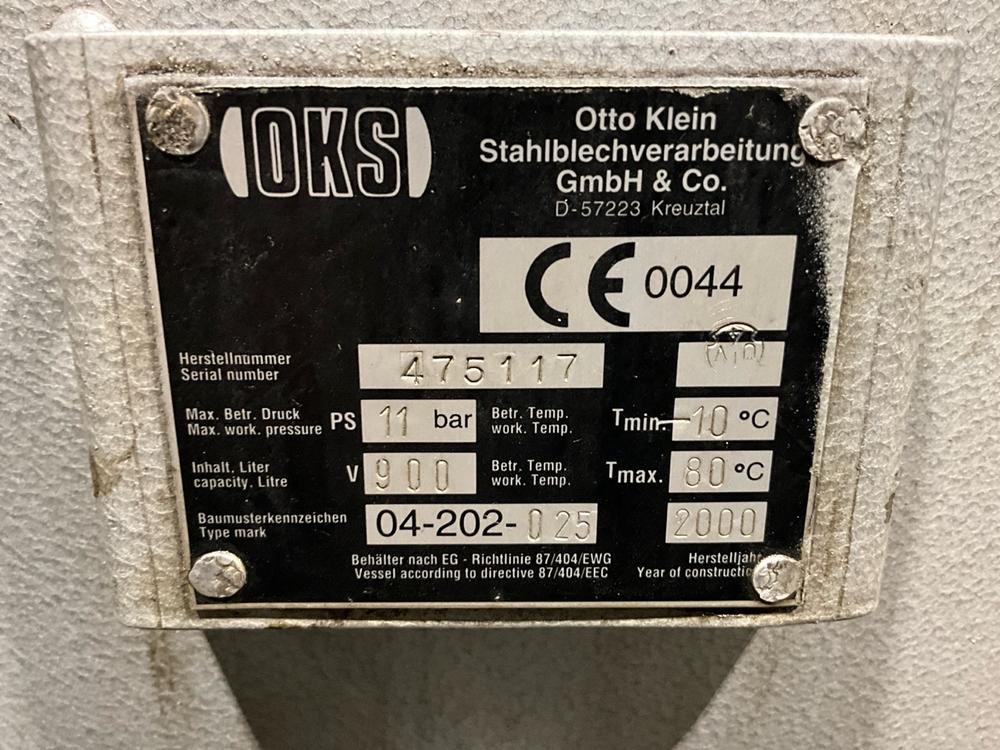 OKS
Otto Klein
Stahlblechverarbeitung
GmbH & Co.
D-57223 Kreuztal
CE 0044
Herstellnummer
Serial number
475117
Max. Betr. Druck
Max. work. pressure
PS 11 bar
Betr. Temp.
work. Temp.
Tmin. -10 °C
Inhalt. Liter
capacity. Litre
V 900
Betr. Temp.
work. Temp.
Tmax. 80 °C
Baumusterkennzeichen
Type mark
04-202-025
2000
Behälter nach EG - Richtlinie 87/404/EWG
Vessel according to directive 87/404/EEC
Herstelljahr
Year of construction